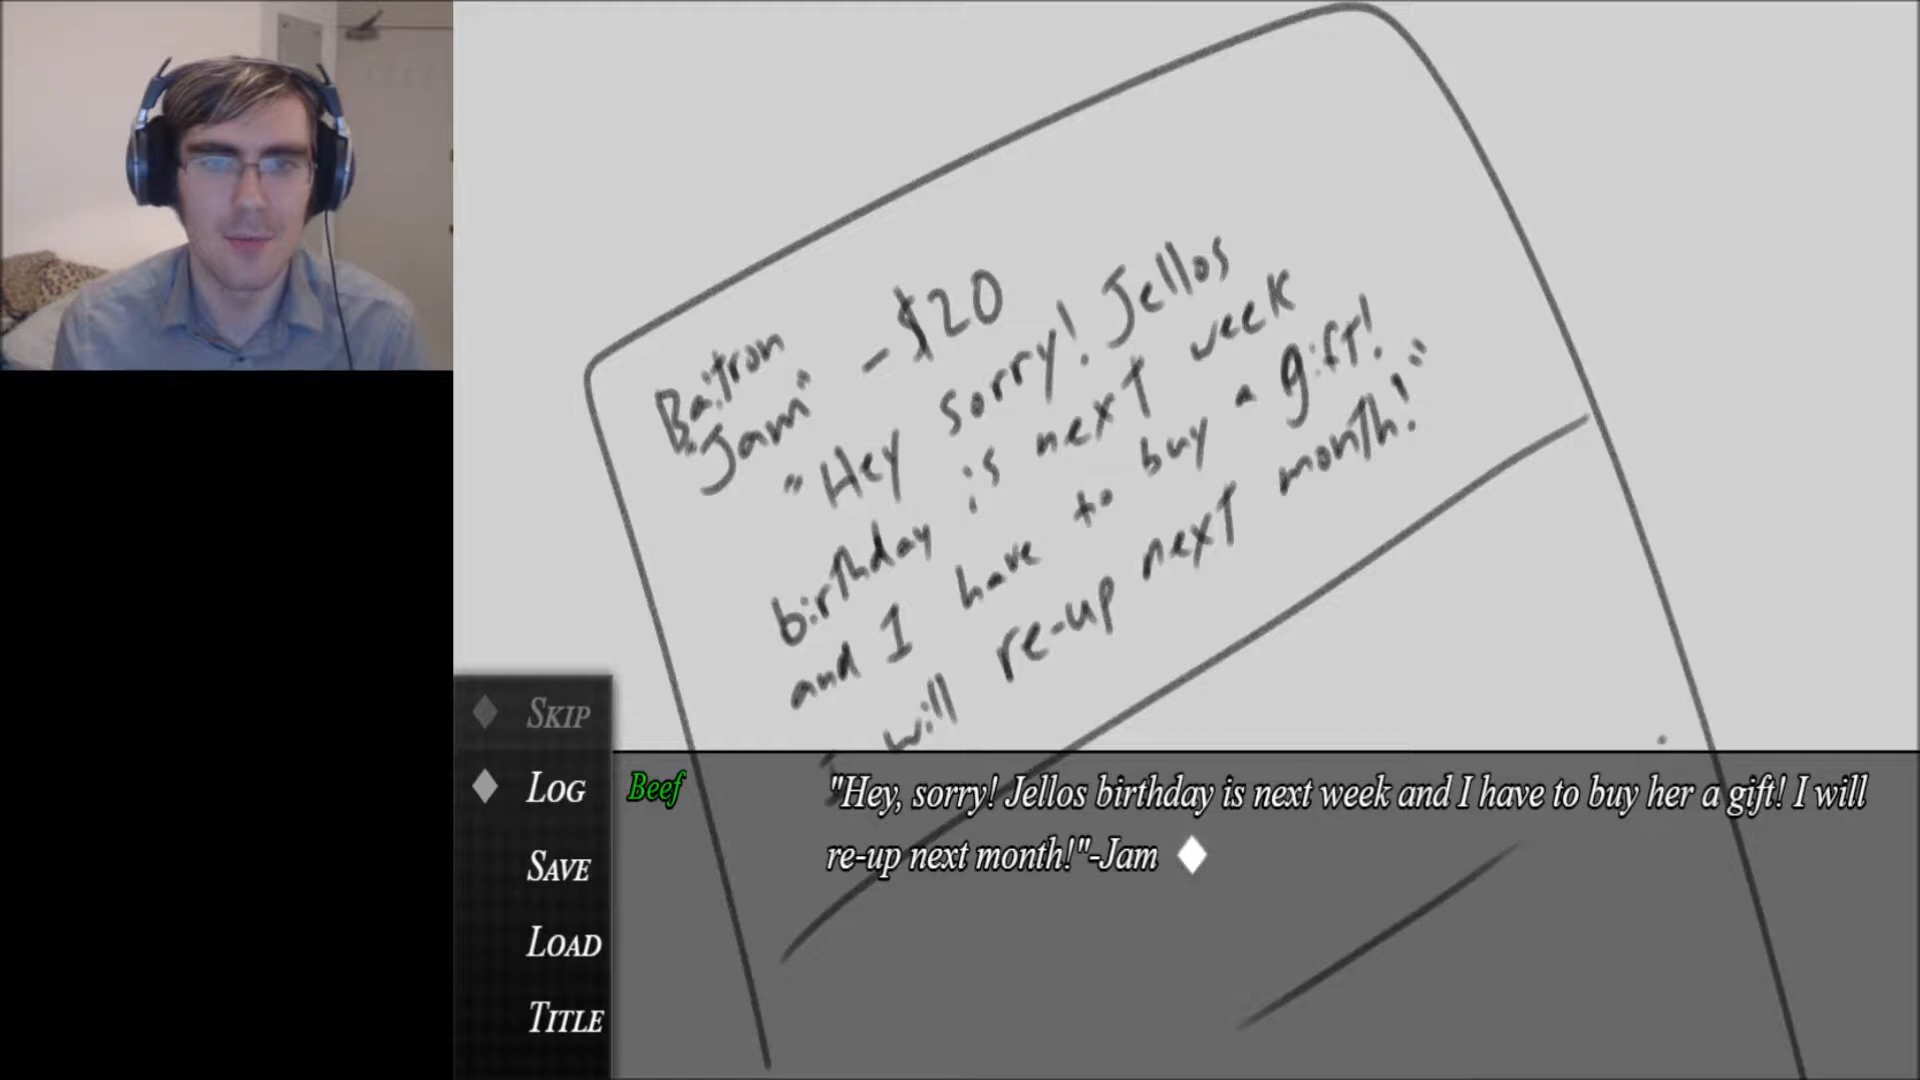 Baitron
"Jam" -$20
"Hey sorry! Jellos
birthday is next week
and I have to buy a gift!
I will re-up next month!"
SKIP
LOG
SAVE
LOAD
TITLE
Beef
"Hey, sorry! Jellos birthday is next week and I have to buy her a gift! I will
re-up next month!"-Jam